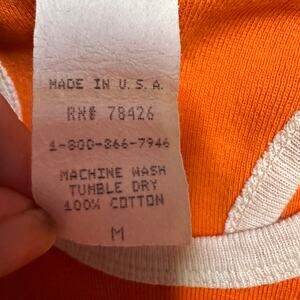 MADE IN U.S.A.
RN# 78426
1-800-866-7946
MACHINE WASH
TUMBLE DRY
100% COTTON
M